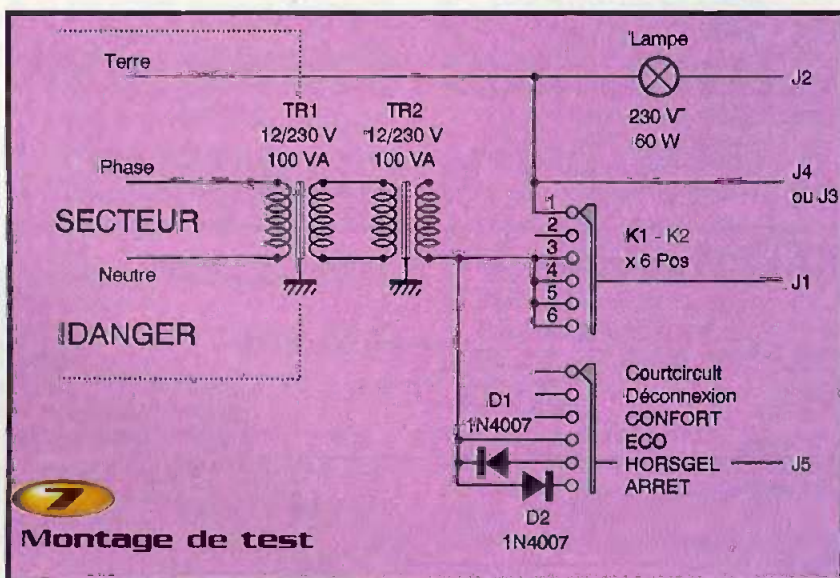 Terre
Lampe
J2
230 V~
60 W
TR1
12/230 V
100 VA
TR2
12/230 V
100 VA
Phase
J4
ou J3
SECTEUR
1
2
3
4
5
6
K1 - K2
x 6 Pos
J1
Neutre
!DANGER
Courtcircuit
Déconnexion
CONFORT
ECO
HORSGEL
ARRET
J5
D1
1N4007
D2
1N4007
7
Montage de test